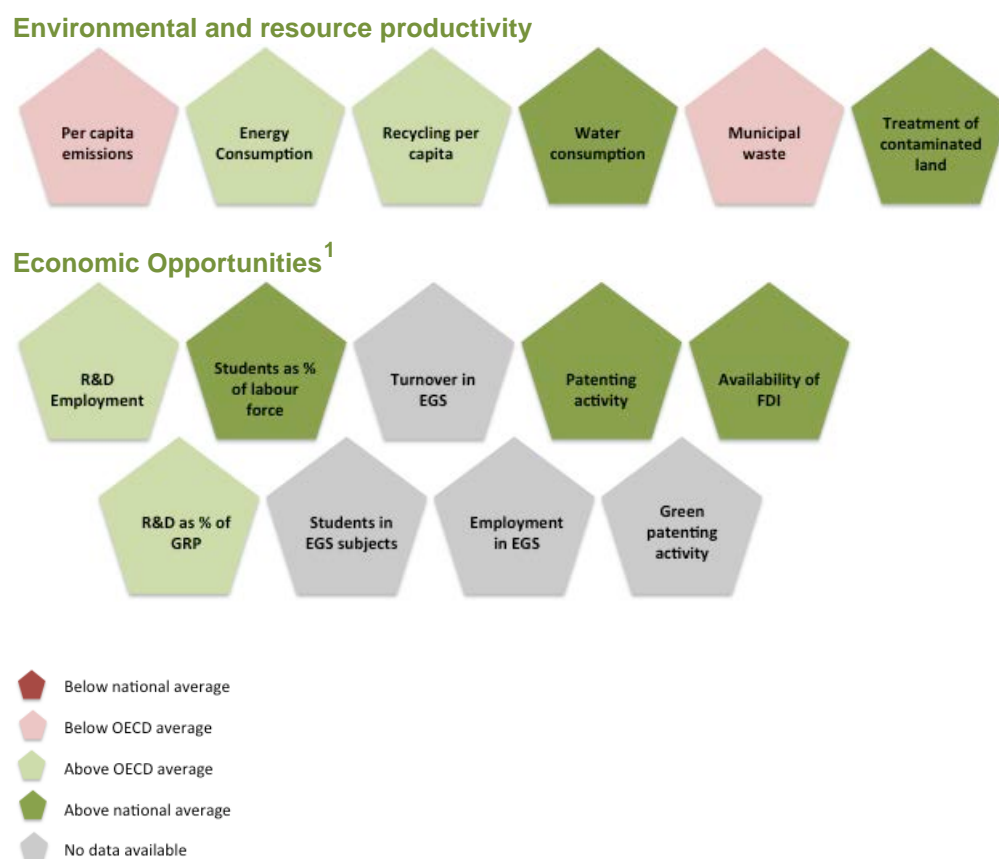 Environmental and resource productivity
Per capita
emissions
Energy
Consumption
Recycling per
capita
Water
consumption
Municipal
waste
Treatment of
contaminated
land
Economic Opportunities1
R&D
Employment
Students as %
of labour
force
Turnover in
EGS
Patenting
activity
Availability of
FDI
R&D as % of
GRP
Students in
EGS subjects
Employment
in EGS
Green
patenting
activity
Below national average
Below OECD average
Above OECD average
Above national average
No data available